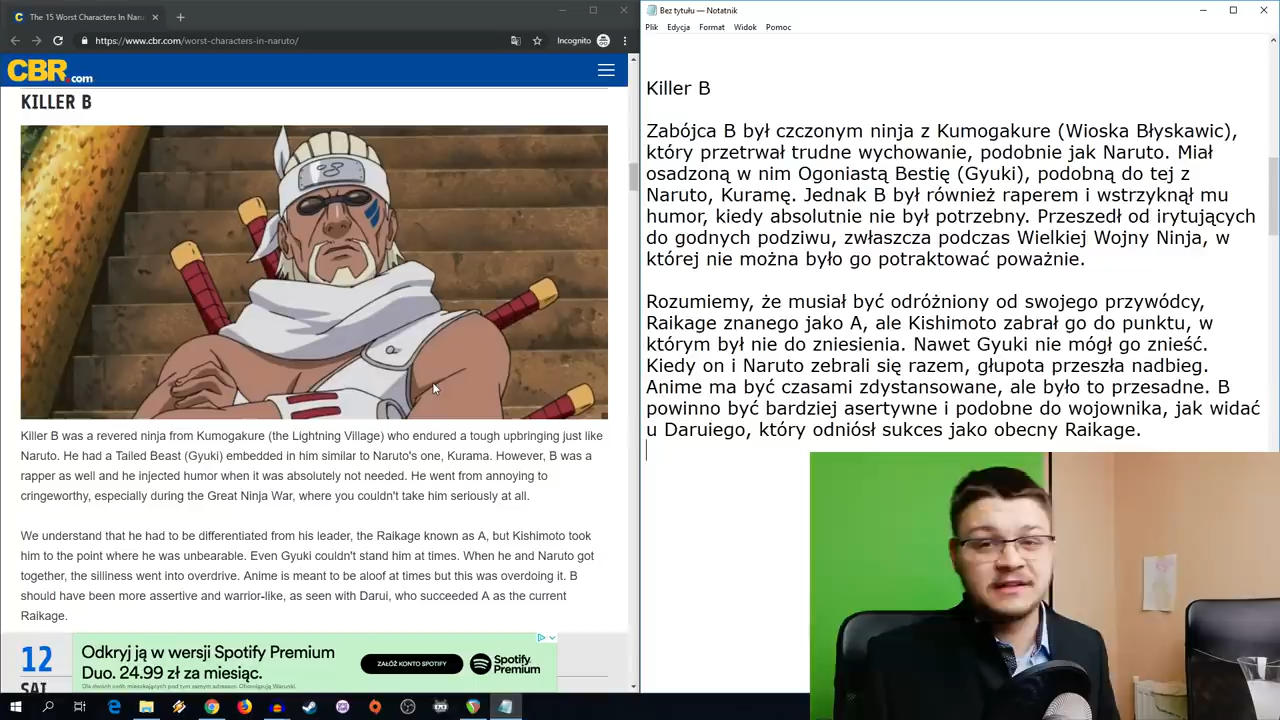 The 15 Worst Characters In Naru
https://www.cbr.com/worst-characters-in-naruto/
Incognito
CBR.com
KILLER B
Killer B was a revered ninja from Kumogakure (the Lightning Village) who endured a tough upbringing just like
Naruto. He had a Tailed Beast (Gyuki) embedded in him similar to Naruto's one, Kurama. However, B was a
rapper as well and he injected humor when it was absolutely not needed. He went from annoying to
cringeworthy, especially during the Great Ninja War, where you couldn't take him seriously at all.
We understand that he had to be differentiated from his leader, the Raikage known as A, but Kishimoto took
him to the point where he was unbearable. Even Gyuki couldn't stand him at times. When he and Naruto got
together, the silliness went into overdrive. Anime is meant to be aloof at times but this was overdoing it. B
should have been more assertive and warrior-like, as seen with Darui, who succeeded A as the current
Raikage.
12
SAI
Odkryj ją w wersji Spotify Premium
Duo. 24.99 zł za miesiąc.
Dla dwóch osób mieszkających pod tym samym adresem. Obowiązują Warunki.
ZAŁÓŻ KONTO SPOTIFY
Spotify
Premium
Bez tytułu — Notatnik
Plik Edycja Format Widok Pomoc
Killer B
Zabójca B był czczonym ninja z Kumogakure (Wioska Błyskawic),
który przetrwał trudne wychowanie, podobnie jak Naruto. Miał
osadzoną w nim Ogoniastą Bestię (Gyuki), podobną do tej z
Naruto, Kuramę. Jednak B był również raperem i wstrzyknął mu
humor, kiedy absolutnie nie był potrzebny. Przeszedł od irytujących
do godnych podziwu, zwłaszcza podczas Wielkiej Wojny Ninja, w
której nie można było go potraktować poważnie.
Rozumiemy, że musiał być odróżniony od swojego przywódcy,
Raikage znanego jako A, ale Kishimoto zabrał go do punktu, w
którym był nie do zniesienia. Nawet Gyuki nie mógł go znieść.
Kiedy on i Naruto zebrali się razem, głupota przeszła nadbieg.
Anime ma być czasami zdystansowane, ale było to przesadne. B
powinno być bardziej asertywne i podobne do wojownika, jak widać
u Daruiego, który odniósł sukces jako obecny Raikage.